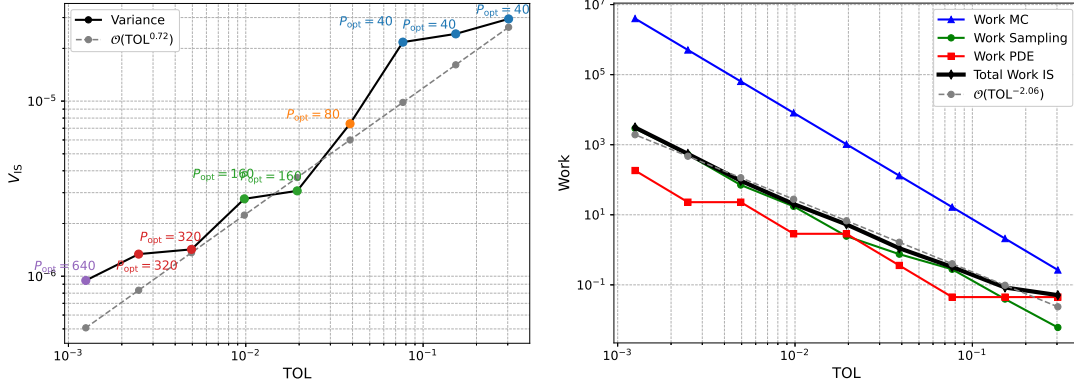 Variance
𝒪(TOL^0.72)
P_opt = 40
P_opt = 40
P_opt = 40
P_opt = 80
P_opt = 160
P_opt = 160
P_opt = 320
P_opt = 320
P_opt = 640
V_IS
10^−5
10^−6
10^−3
10^−2
10^−1
TOL
Work MC
Work Sampling
Work PDE
Total Work IS
𝒪(TOL^−2.06)
Work
10^7
10^5
10^3
10^1
10^−1
10^−3
10^−2
10^−1
TOL